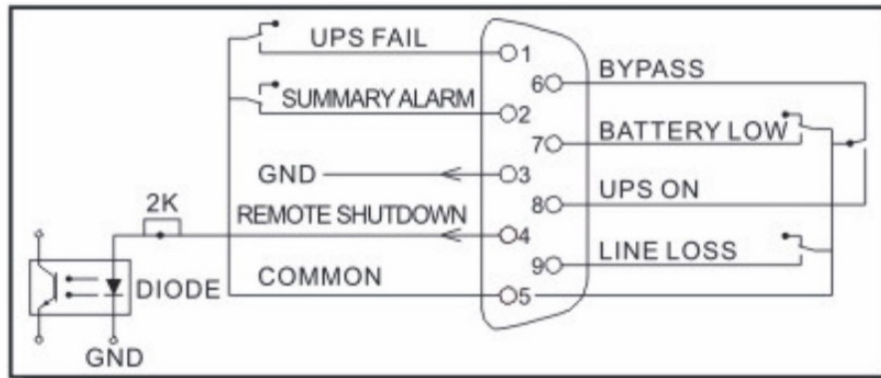 UPS FAIL
1
6
BYPASS
SUMMARY ALARM
2
7
BATTERY LOW
GND
3
8
UPS ON
2K
REMOTE SHUTDOWN
4
9
LINE LOSS
COMMON
5
DIODE
GND